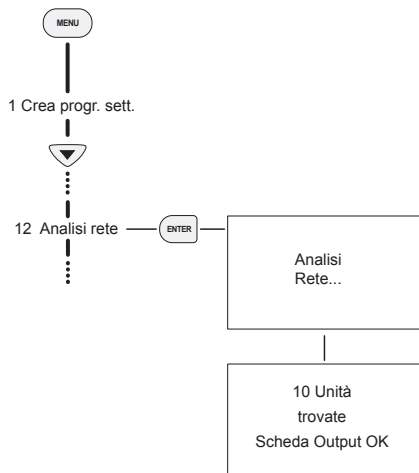 MENU
1 Crea progr. sett.
12 Analisi rete
ENTER
Analisi
Rete...
10 Unità
trovate
Scheda Output OK